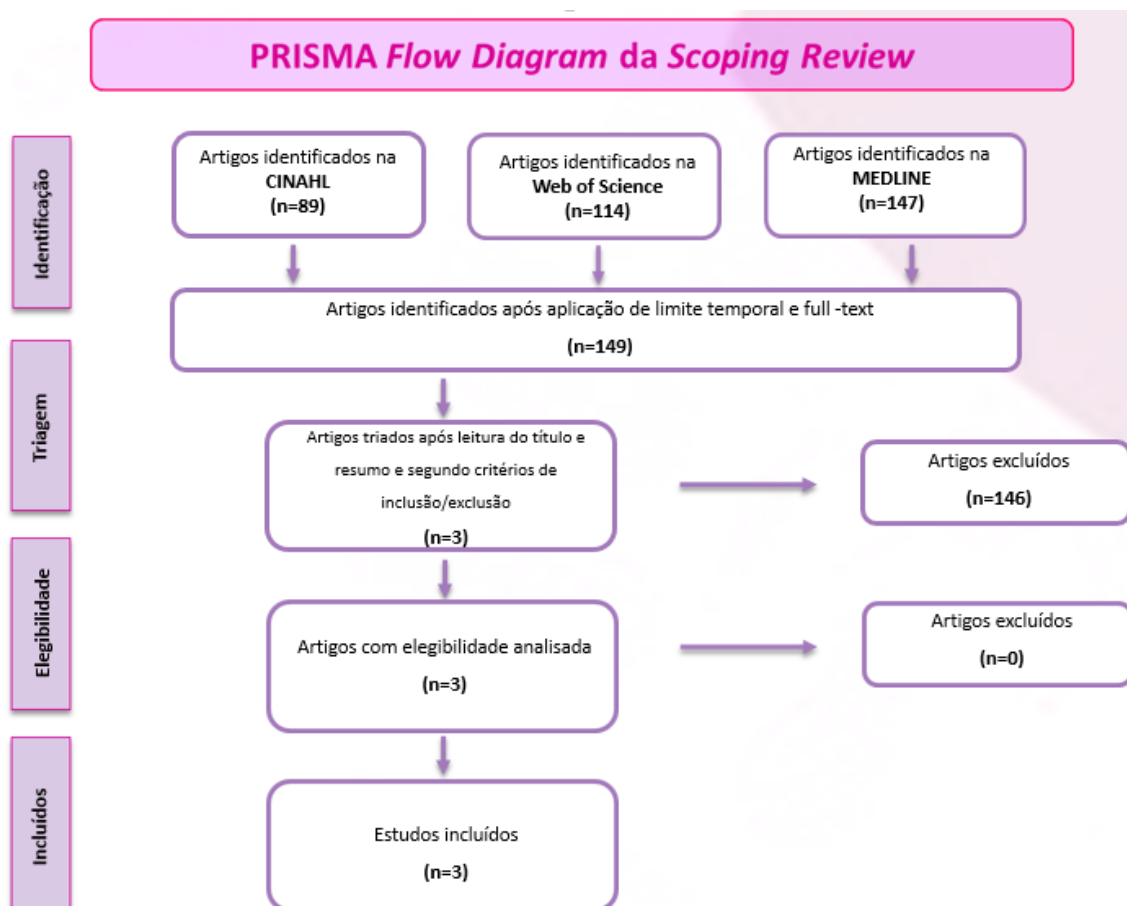 PRISMA Flow Diagram da Scoping Review
Identificação
Artigos identificados na
CINAHL
(n=89)
Artigos identificados na
Web of Science
(n=114)
Artigos identificados na
MEDLINE
(n=147)
Artigos identificados após aplicação de limite temporal e full -text
(n=149)
Triagem
Artigos triados após leitura do título e
resumo e segundo critérios de
inclusão/exclusão
(n=3)
Artigos excluídos
(n=146)
Elegibilidade
Artigos com elegibilidade analisada
(n=3)
Artigos excluídos
(n=0)
Incluídos
Estudos incluídos
(n=3)